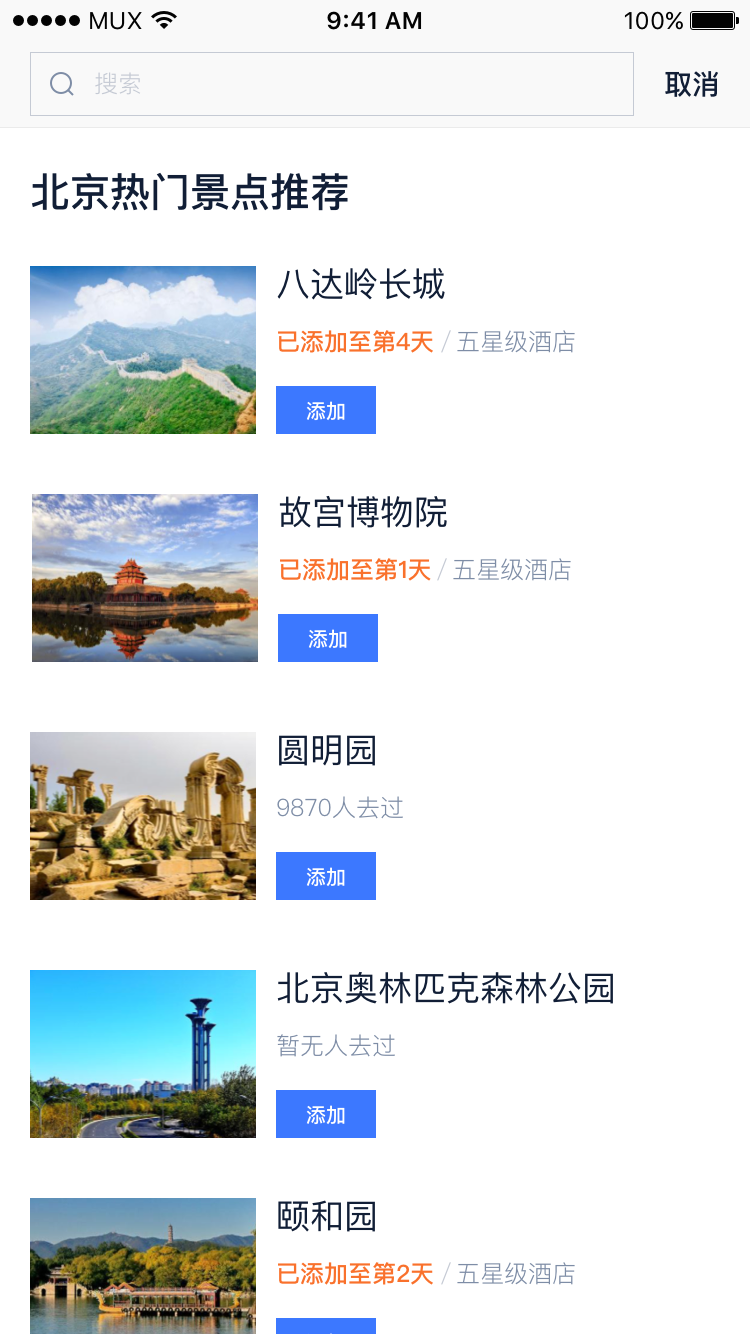 MUX 9:41 AM 100%
搜索 取消
北京热门景点推荐
八达岭长城
已添加至第4天 / 五星级酒店
添加
故宫博物院
已添加至第1天 / 五星级酒店
添加
圆明园
9870人去过
添加
北京奥林匹克森林公园
暂无人去过
添加
颐和园
已添加至第2天 / 五星级酒店